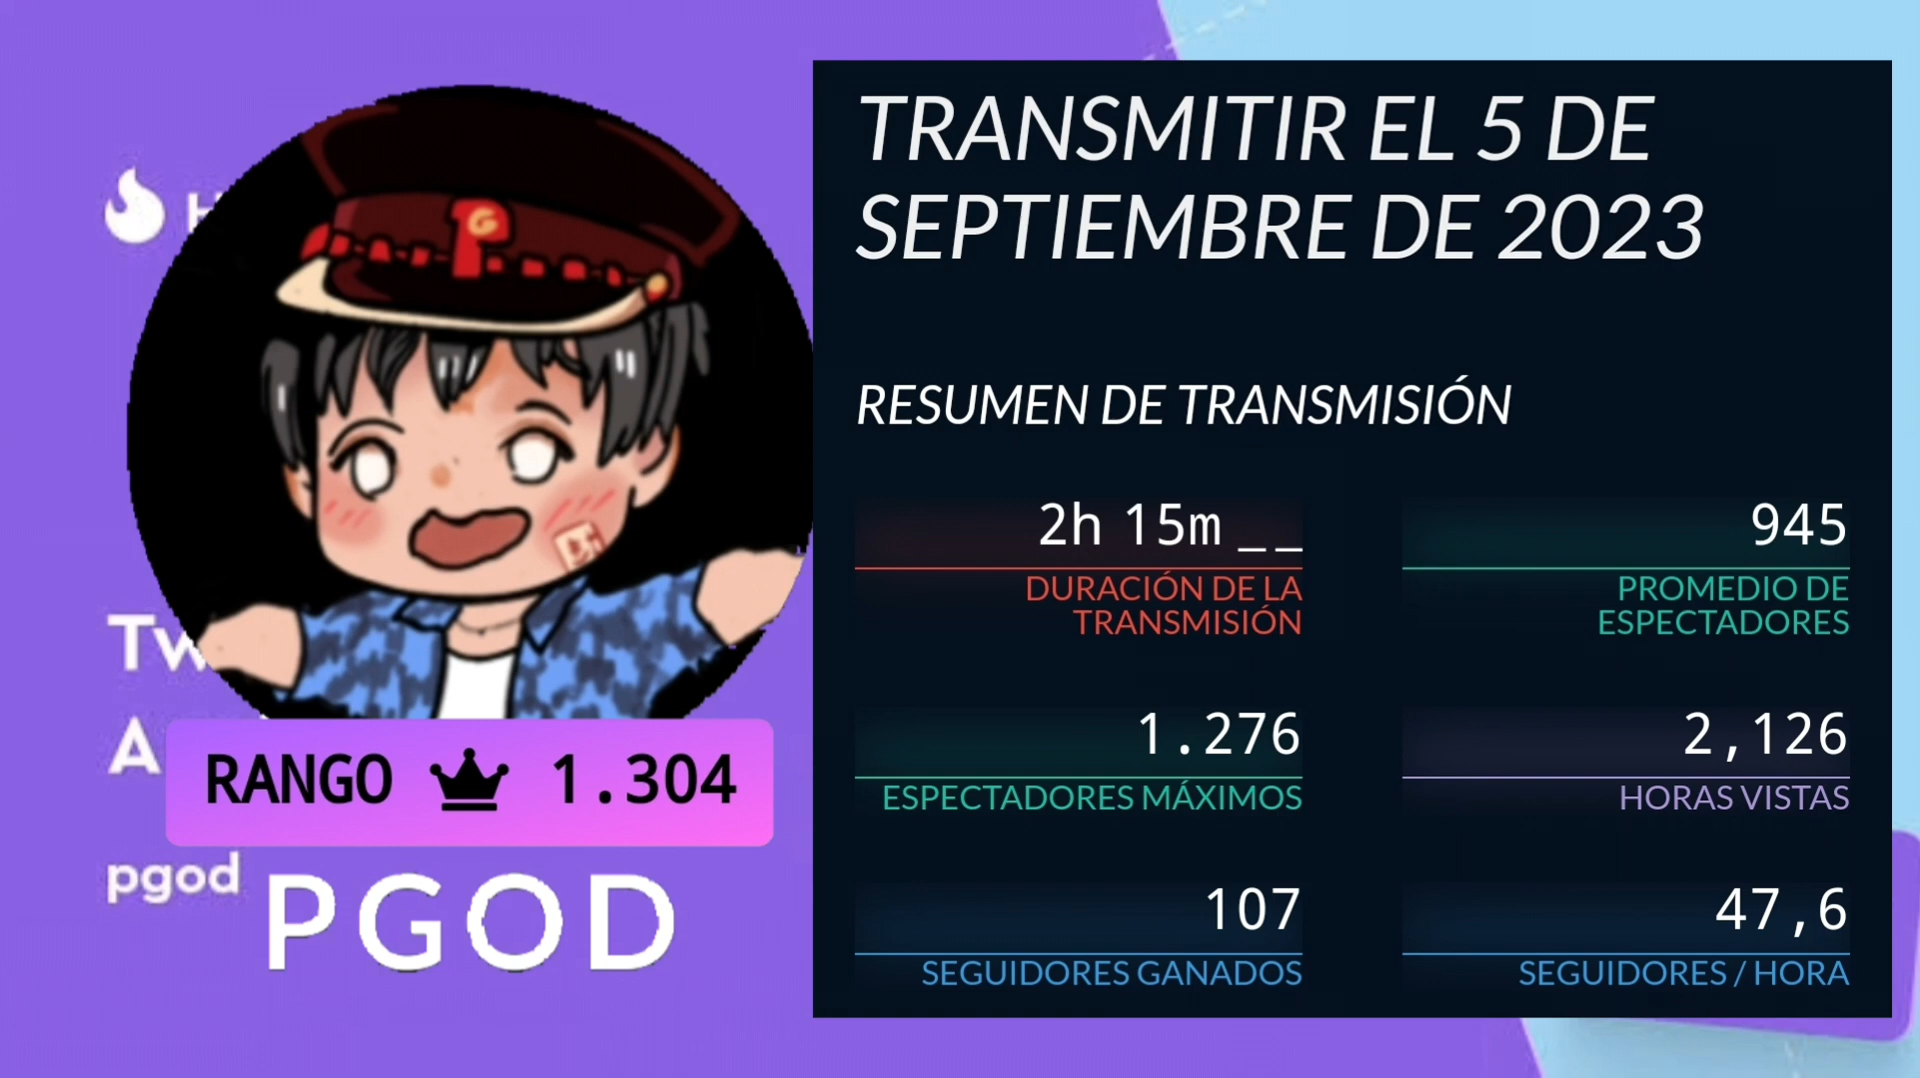 H
Tw
A
RANGO 1.304
pgod
PGOD
TRANSMITIR EL 5 DE
SEPTIEMBRE DE 2023
RESUMEN DE TRANSMISIÓN
2h 15m _ _
DURACIÓN DE LA
TRANSMISIÓN
945
PROMEDIO DE
ESPECTADORES
1.276
ESPECTADORES MÁXIMOS
2,126
HORAS VISTAS
107
SEGUIDORES GANADOS
47,6
SEGUIDORES / HORA